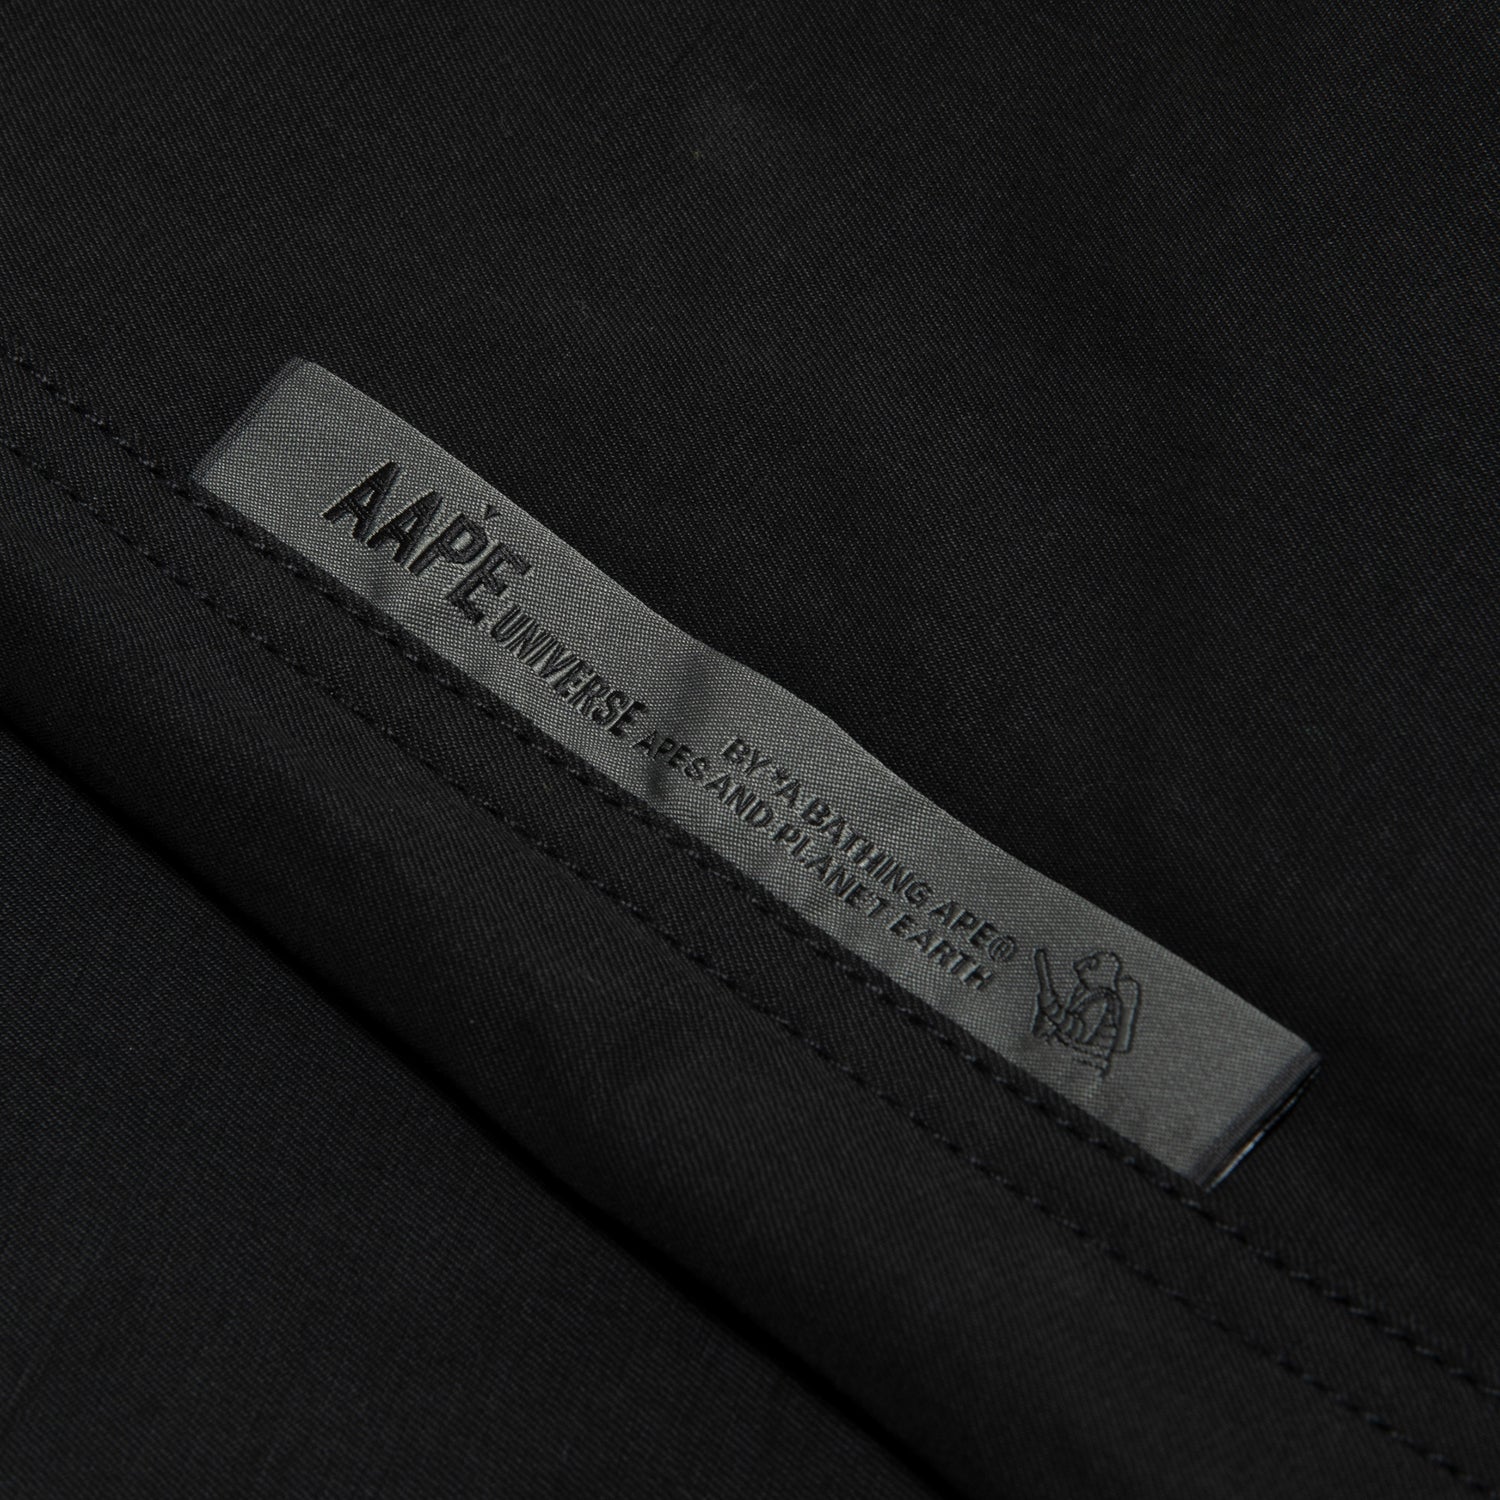 AAPE UNIVERSE
BY *A BATHING APE®
APES AND PLANET EARTH